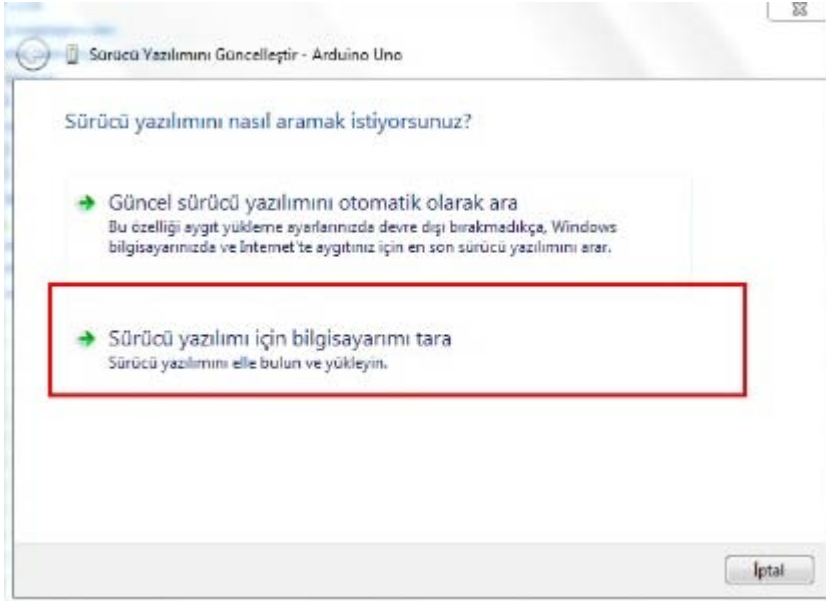 Sürücü Yazılımını Güncelleştir - Arduino Uno
Sürücü yazılımını nasıl aramak istiyorsunuz?
Güncel sürücü yazılımını otomatik olarak ara
Bu özelliği aygıt yükleme ayarlarınızda devre dışı bırakmadıkça, Windows
bilgisayarınızda ve Internet'te aygıtınız için en son sürücü yazılımını arar.
Sürücü yazılımı için bilgisayarımı tara
Sürücü yazılımını elle bulun ve yükleyin.
İptal